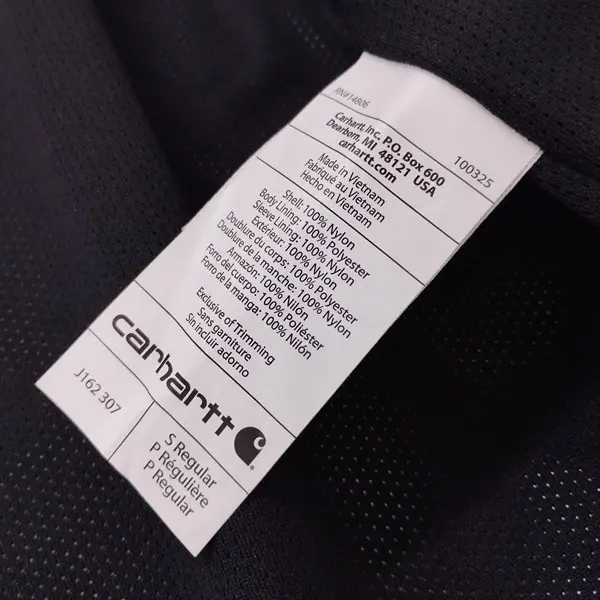 RN#14806
Carhartt, Inc. P.O. Box 600
Dearborn, MI 48121 USA
carhartt.com
100325
Made in Vietnam
Fabriqué au Vietnam
Hecho en Vietnam
Shell: 100% Nylon
Body Lining: 100% Polyester
Sleeve Lining: 100% Nylon
Extérieur: 100% Nylon
Doublure du corps: 100% Polyester
Doublure de la manche: 100% Nylon
Armazón: 100% Nilón
Forro del cuerpo: 100% Poliéster
Forro de la manga: 100% Nilón
Exclusive of Trimming
Sans garniture
Sin incluir adorno
carhartt
J162 307
S Regular
P Régulière
P Regular